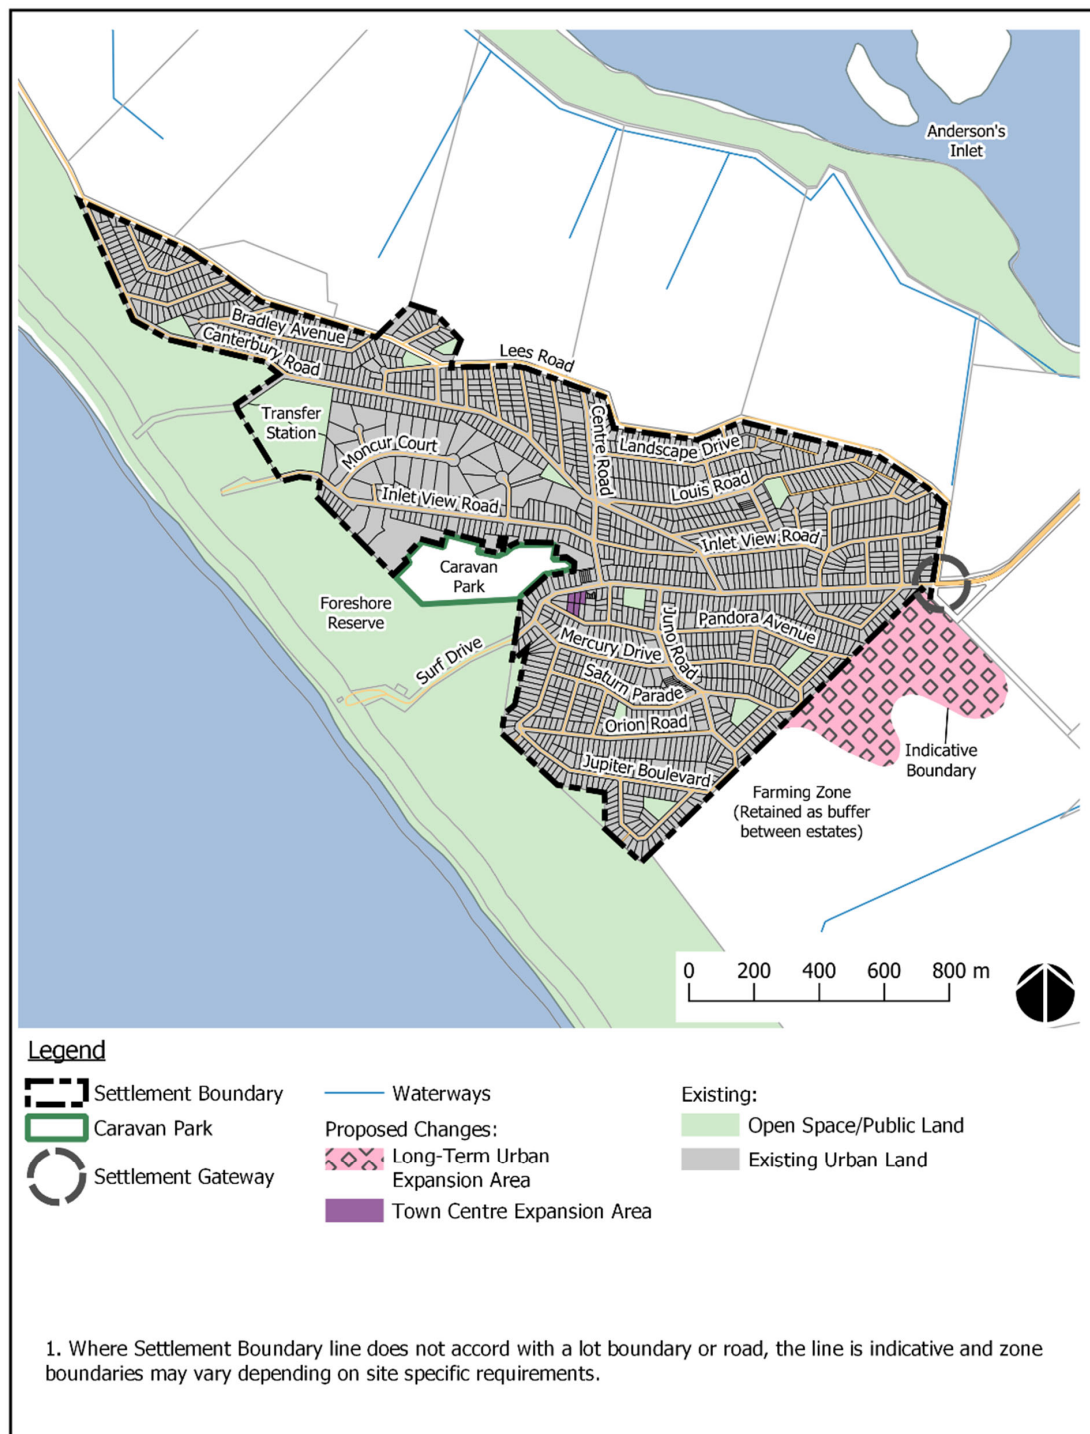 Anderson's
Inlet
Bradley Avenue
Canterbury Road
Lees Road
Transfer
Station
Centre Road
Landscape Drive
Moncur Court
Louis Road
Inlet View Road
Inlet View Road
Caravan
Park
Foreshore
Reserve
Surf Drive
Juno Road
Pandora Avenue
Mercury Drive
Saturn Parade
Orion Road
Jupiter Boulevard
Indicative
Boundary
Farming Zone
(Retained as buffer
between estates)
0 200 400 600 800 m
Legend
Settlement Boundary
Caravan Park
Settlement Gateway
Waterways
Proposed Changes:
Long-Term Urban
Expansion Area
Town Centre Expansion Area
Existing:
Open Space/Public Land
Existing Urban Land
1. Where Settlement Boundary line does not accord with a lot boundary or road, the line is indicative and zone
boundaries may vary depending on site specific requirements.